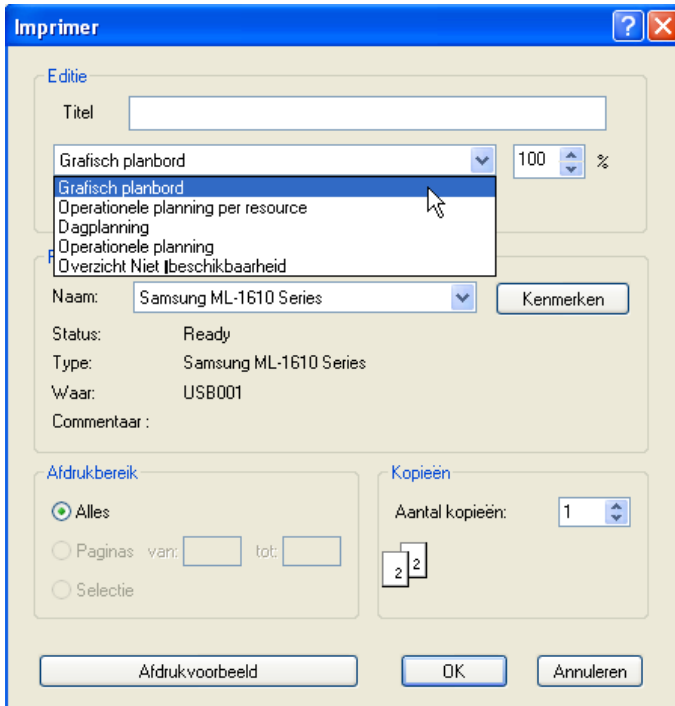 Imprimer
Editie
Titel
Grafisch planbord 100 %
Grafisch planbord
Operationele planning per resource
Dagplanning
Operationele planning
Overzicht Niet lbeschikbaarheid
Naam: Samsung ML-1610 Series Kenmerken
Status: Ready
Type: Samsung ML-1610 Series
Waar: USB001
Commentaar :
Afdrukbereik Kopieën
Alles Aantal kopieën: 1
Paginas van: tot:
2 2
Selectie
Afdrukvoorbeeld OK Annuleren